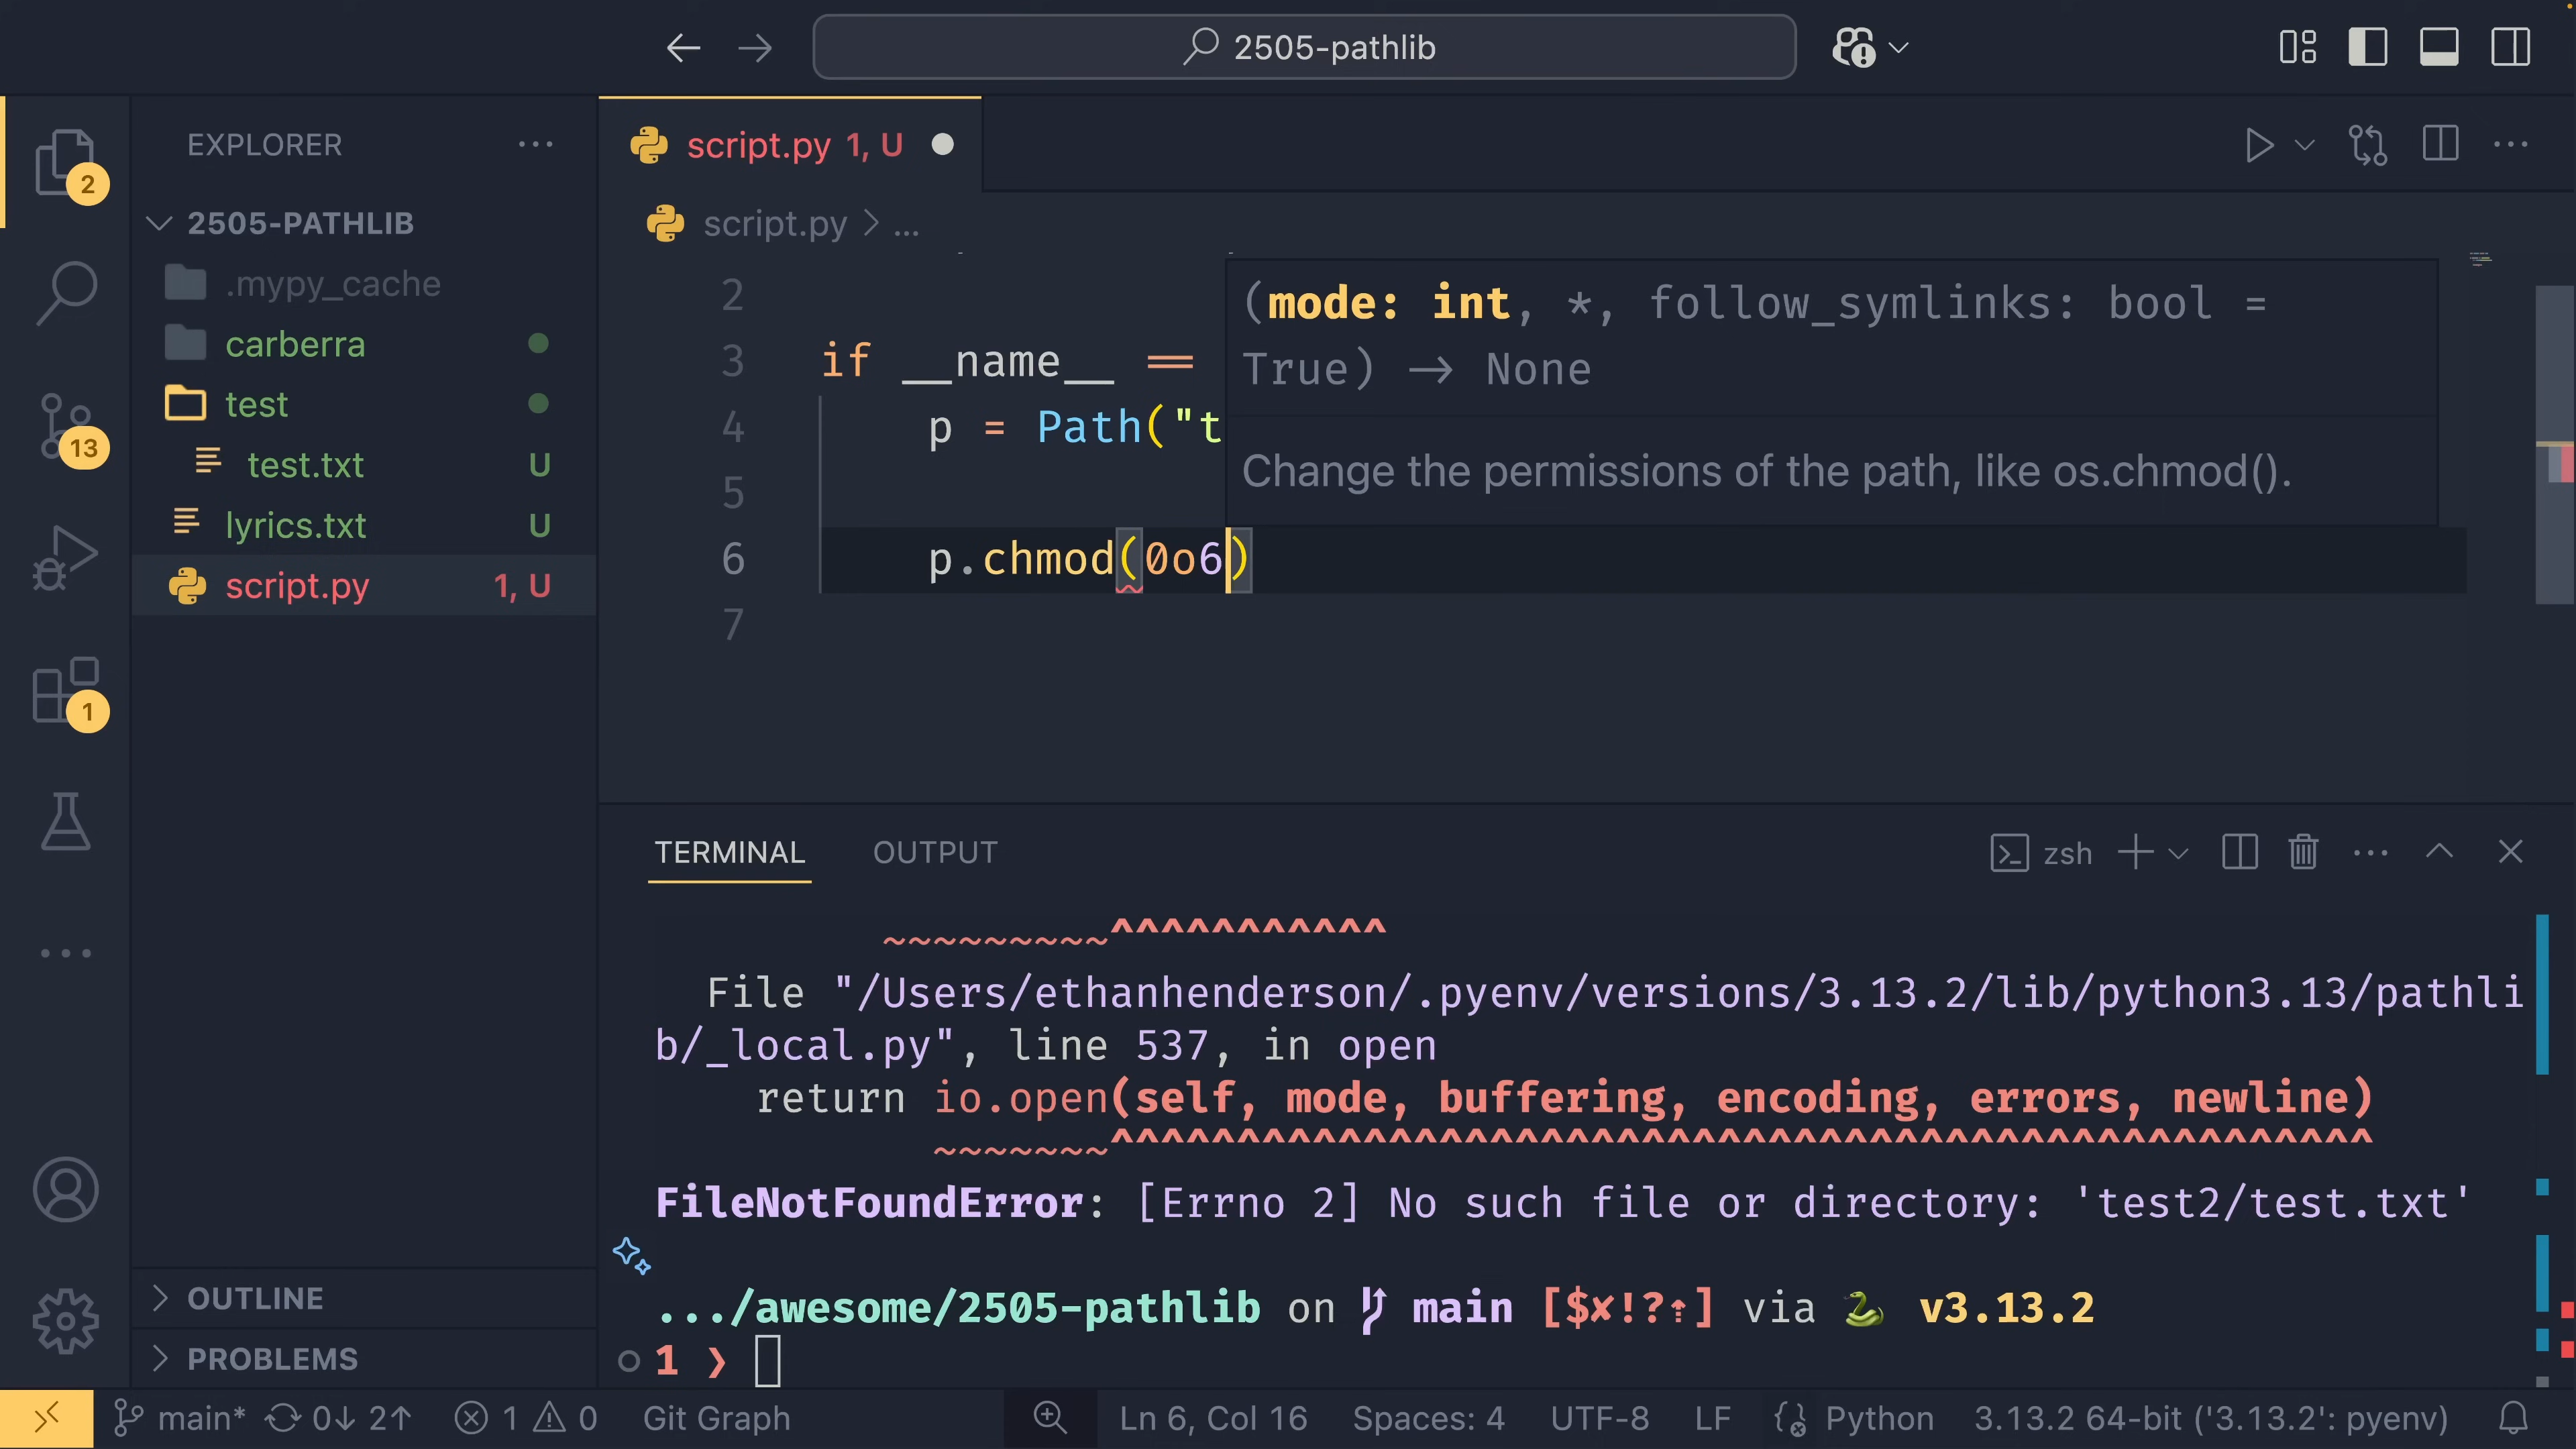 2505-pathlib
EXPLORER
script.py 1, U
2
2505-PATHLIB
script.py > ...
.mypy_cache
carberra
test
test.txt U
lyrics.txt U
script.py 1, U
13
1
2
3 if __name__ ==
4 p = Path("t
5
6 p.chmod(0o6)
7
(mode: int, *, follow_symlinks: bool =
True) → None
Change the permissions of the path, like os.chmod().
TERMINAL OUTPUT
zsh
~~~~~~~~~^^^^^^^^^^^
File "/Users/ethanhenderson/.pyenv/versions/3.13.2/lib/python3.13/pathli
b/_local.py", line 537, in open
return io.open(self, mode, buffering, encoding, errors, newline)
~~~~~~~^^^^^^^^^^^^^^^^^^^^^^^^^^^^^^^^^^^^^^^^^^^^^^^^^^
FileNotFoundError: [Errno 2] No such file or directory: 'test2/test.txt'
.../awesome/2505-pathlib on main [$✘!?⇡] via 🐍 v3.13.2
1 ❯
OUTLINE
PROBLEMS
main* 0↓ 2↑ 1 0 Git Graph Ln 6, Col 16 Spaces: 4 UTF-8 LF Python 3.13.2 64-bit ('3.13.2': pyenv)